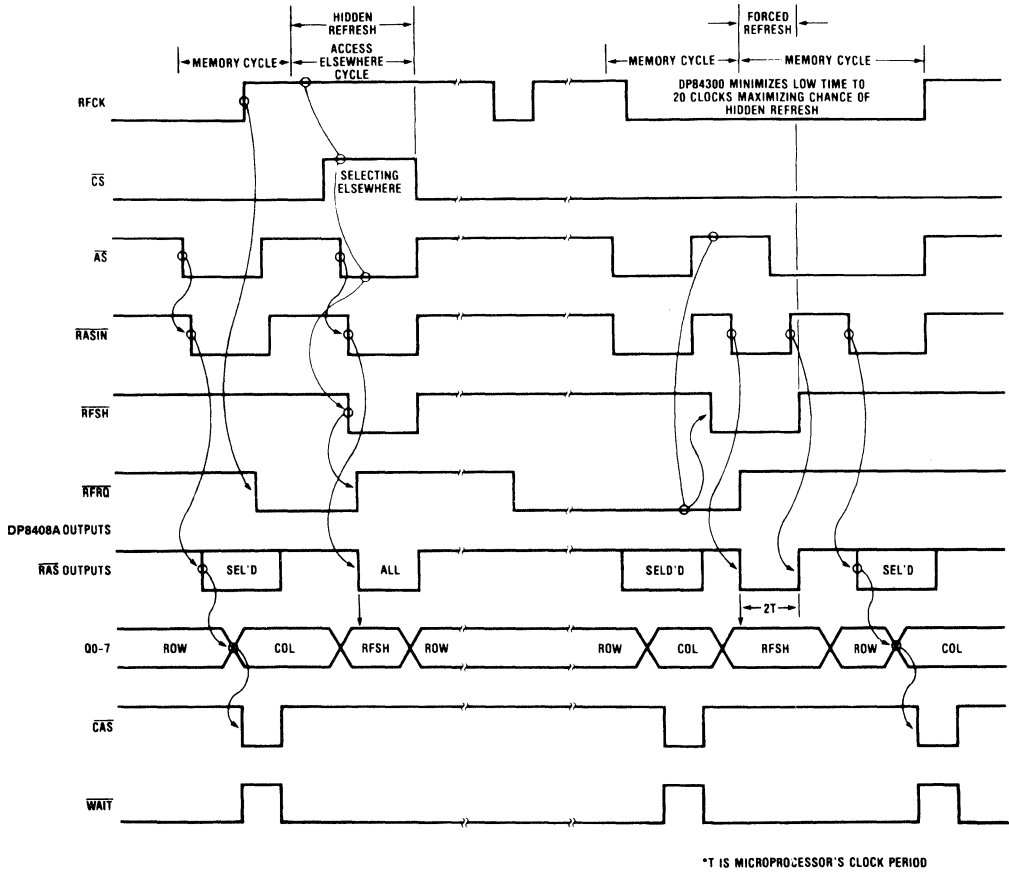 HIDDEN
REFRESH
FORCED
REFRESH
MEMORY CYCLE
ACCESS
ELSEWHERE
CYCLE
MEMORY CYCLE
MEMORY CYCLE
RFCK
DP84300 MINIMIZES LOW TIME TO
20 CLOCKS MAXIMIZING CHANCE OF
HIDDEN REFRESH
CS
SELECTING
ELSEWHERE
AS
RASIN
RFSH
RFRQ
DP8408A OUTPUTS
RAS OUTPUTS
SEL'D
ALL
SELD'D
SEL'D
2T
Q0-7
ROW
COL
RFSH
ROW
ROW
COL
RFSH
ROW
COL
CAS
WAIT
*T IS MICROPROCESSOR'S CLOCK PERIOD